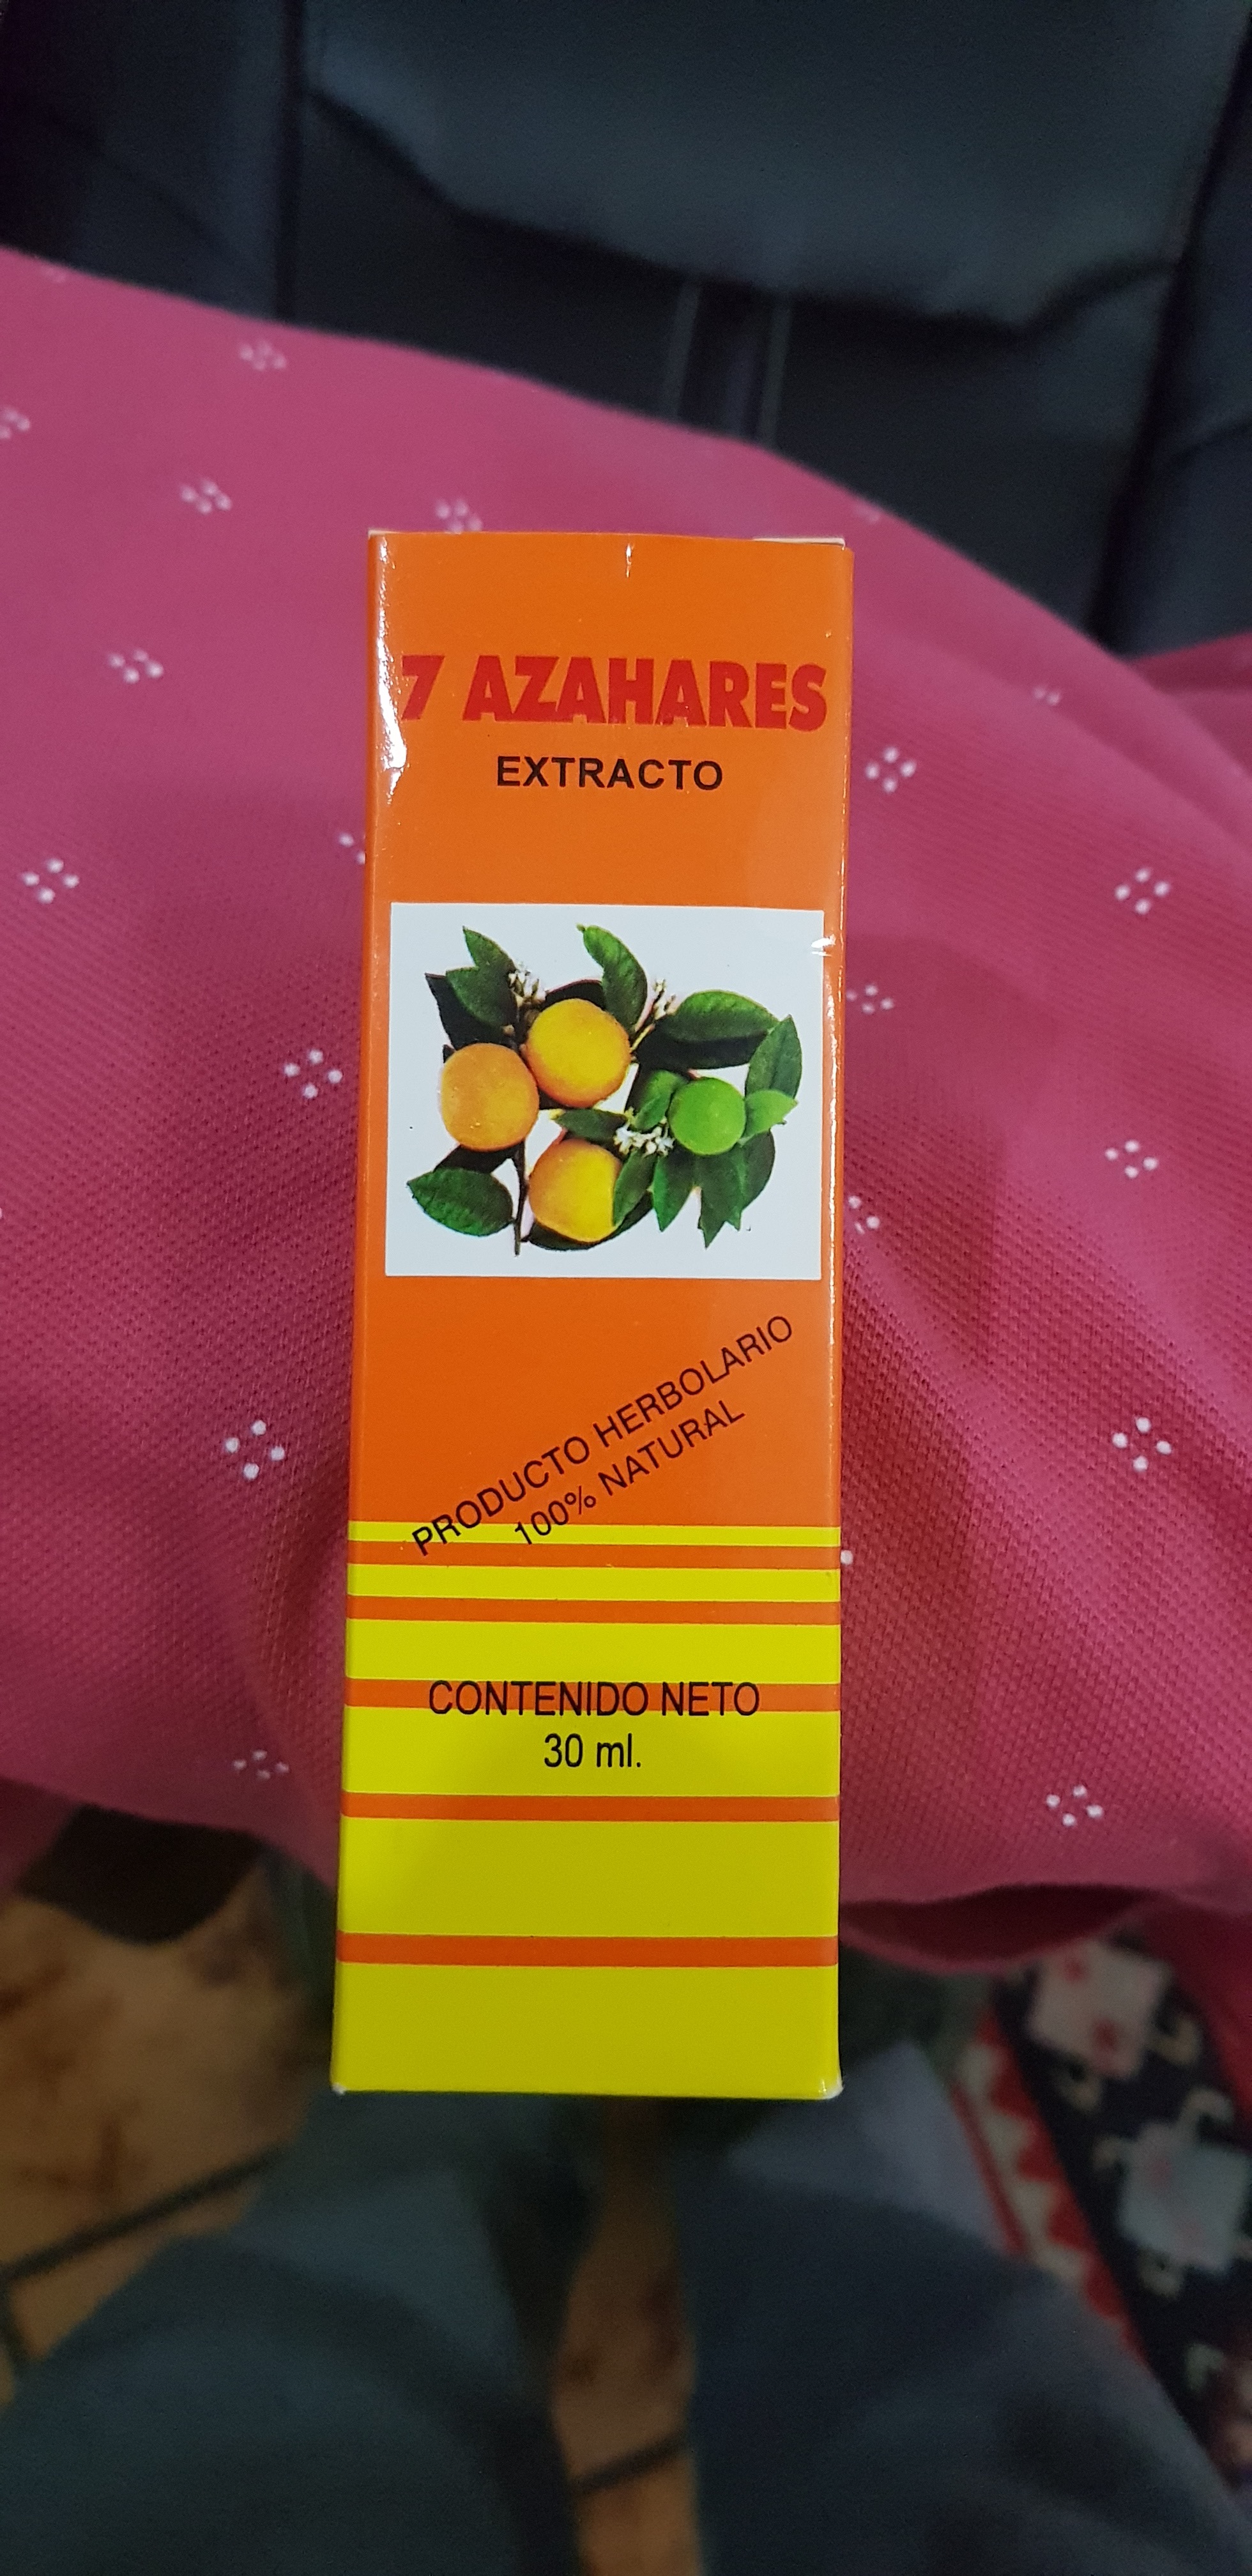 7 AZAHARES
EXTRACTO
PRODUCTO HERBOLARIO
100% NATURAL
CONTENIDO NETO
30 ml.